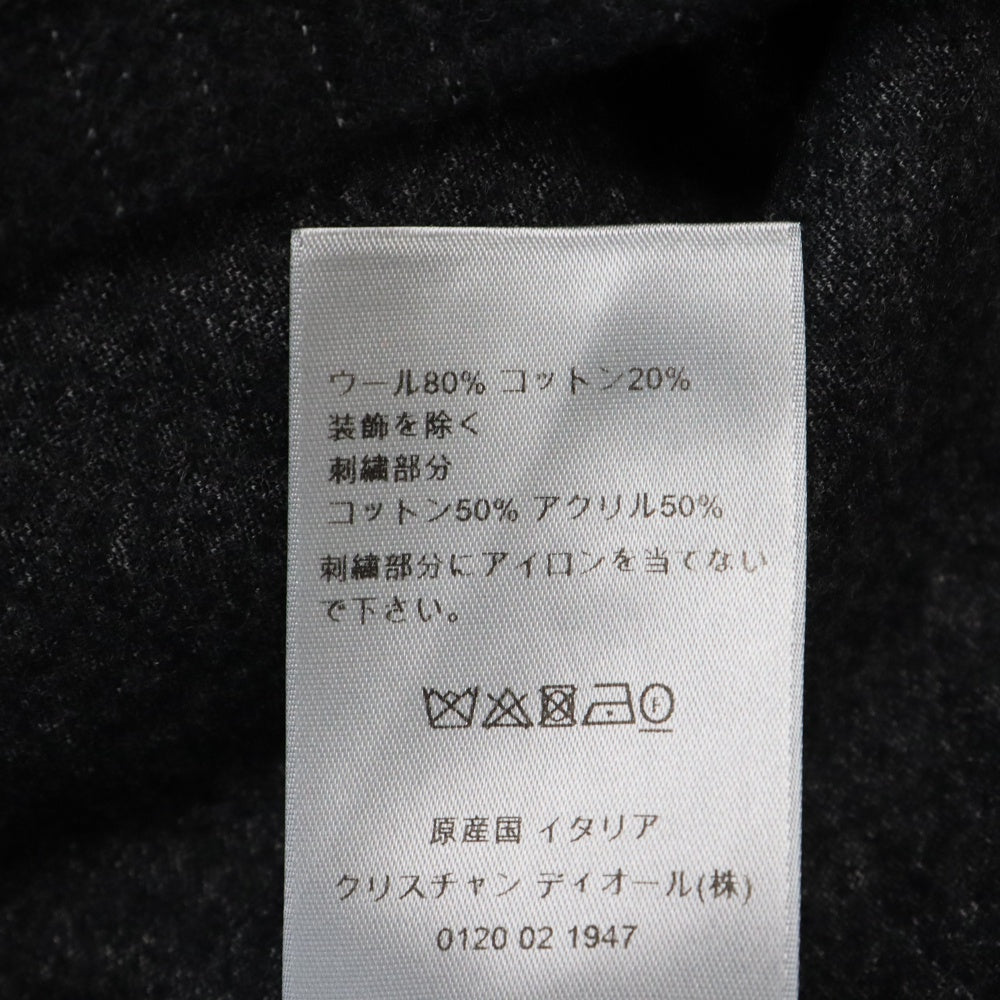 ウール80% コットン20%
装飾を除く
刺繍部分
コットン50% アクリル50%
刺繍部分にアイロンを当てない
で下さい。
F
原産国 イタリア
クリスチャン ディオール(株)
0120 02 1947